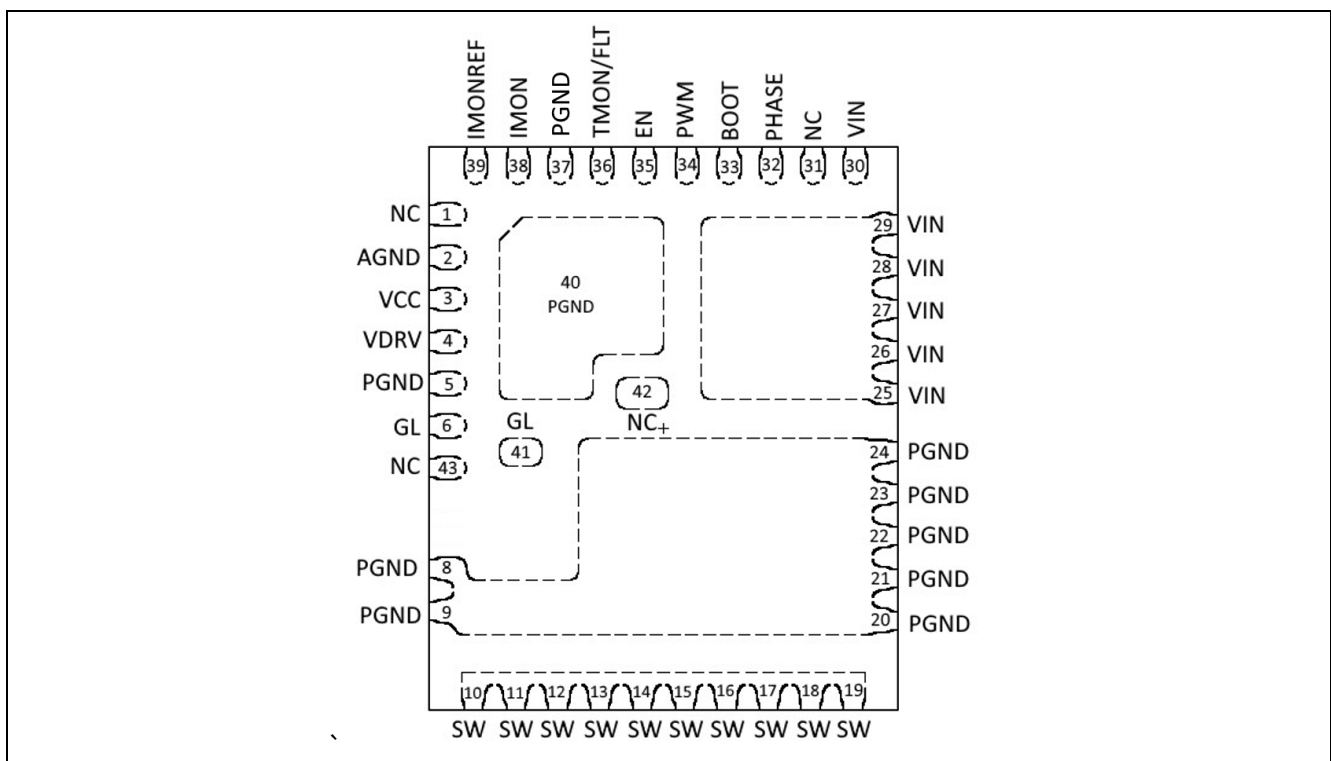 IMONREF
IMON
PGND
TMON/FLT
EN
PWM
BOOT
PHASE
NC
VIN
39 38 37 36 35 34 33 32 31 30
NC 1
AGND 2
VCC 3
VDRV 4
PGND 5
GL 6
NC 43
PGND 8
PGND 9
40
PGND
GL
41
42
NC+
29 VIN
28 VIN
27 VIN
26 VIN
25 VIN
24 PGND
23 PGND
22 PGND
21 PGND
20 PGND
10 11 12 13 14 15 16 17 18 19
SW SW SW SW SW SW SW SW SW SW